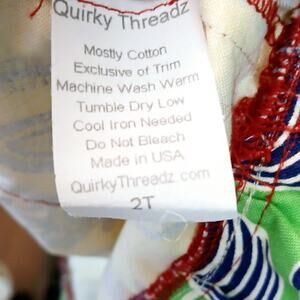 Quirky Threadz
Mostly Cotton
Exclusive of Trim
Machine Wash Warm
Tumble Dry Low
Cool Iron Needed
Do Not Bleach
Made in USA
QuirkyThreadz.com
2T